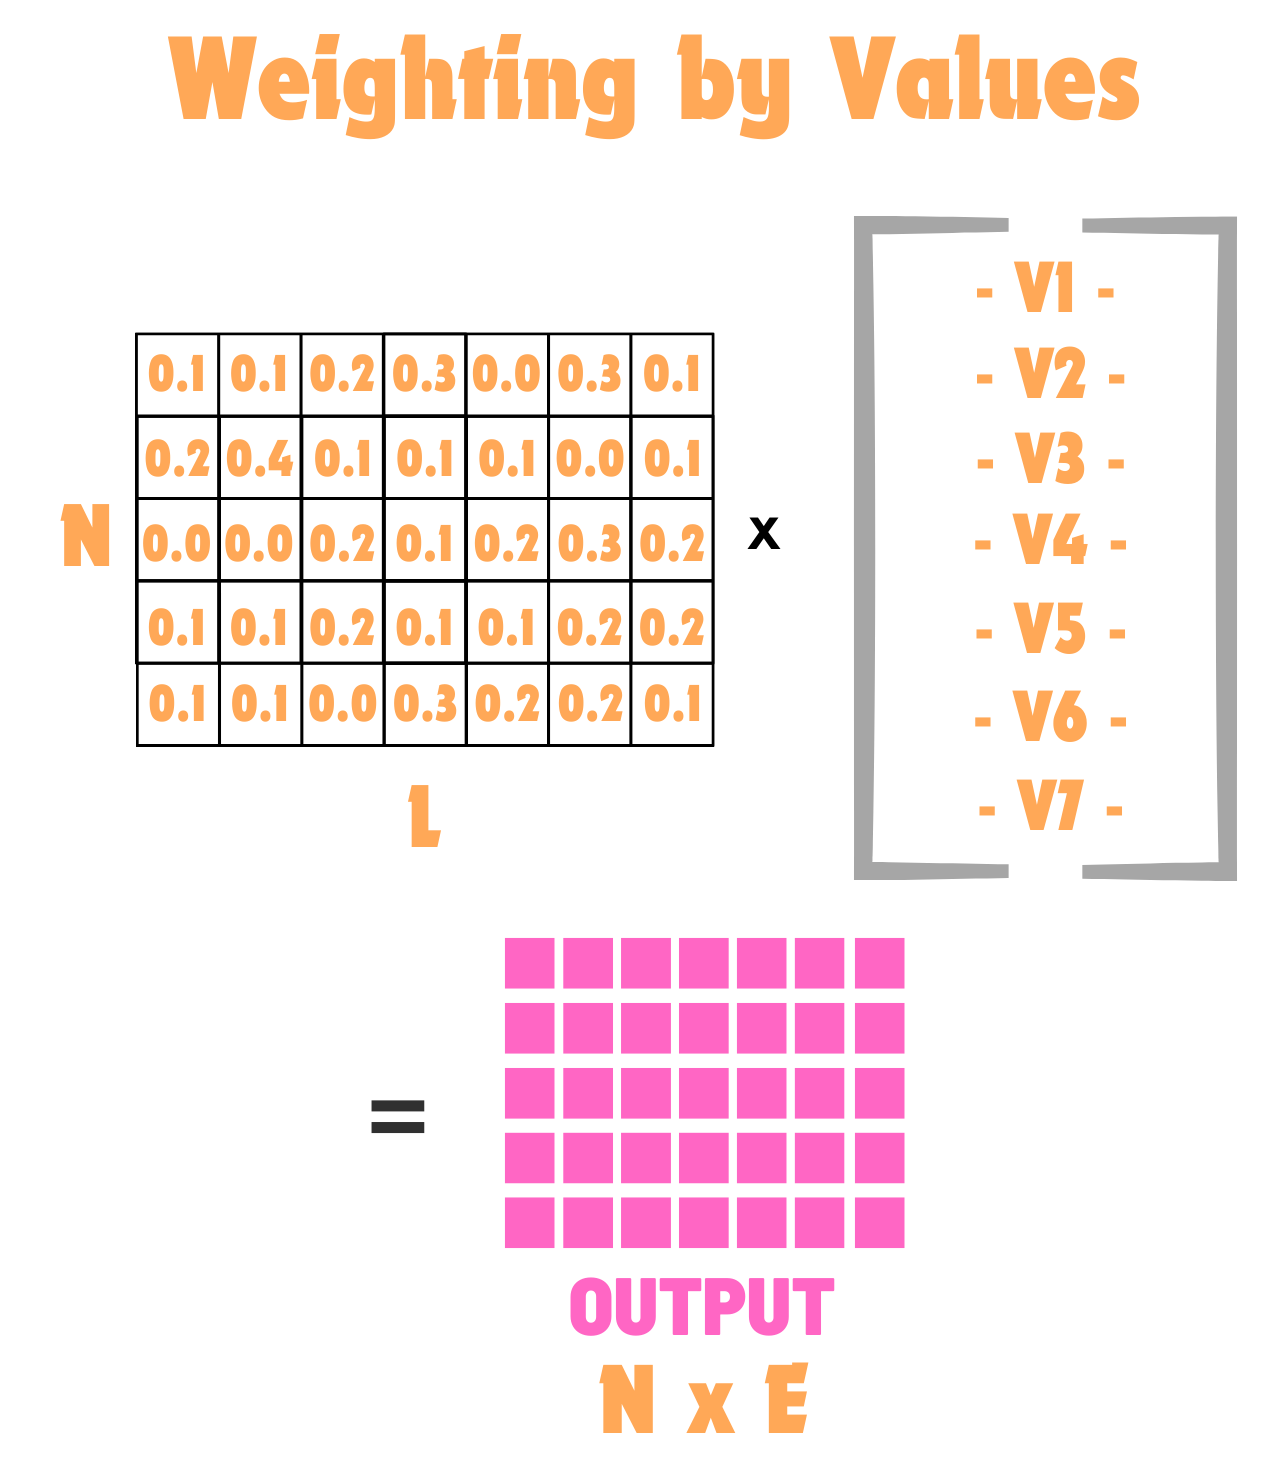 Weighting by Values
- V1 -
- V2 -
- V3 -
- V4 -
- V5 -
- V6 -
- V7 -
0.1 0.1 0.2 0.3 0.0 0.3 0.1
0.2 0.4 0.1 0.1 0.1 0.0 0.1
0.0 0.0 0.2 0.1 0.2 0.3 0.2
0.1 0.1 0.2 0.1 0.1 0.2 0.2
0.1 0.1 0.0 0.3 0.2 0.2 0.1
N
x
L
=
OUTPUT
N x E